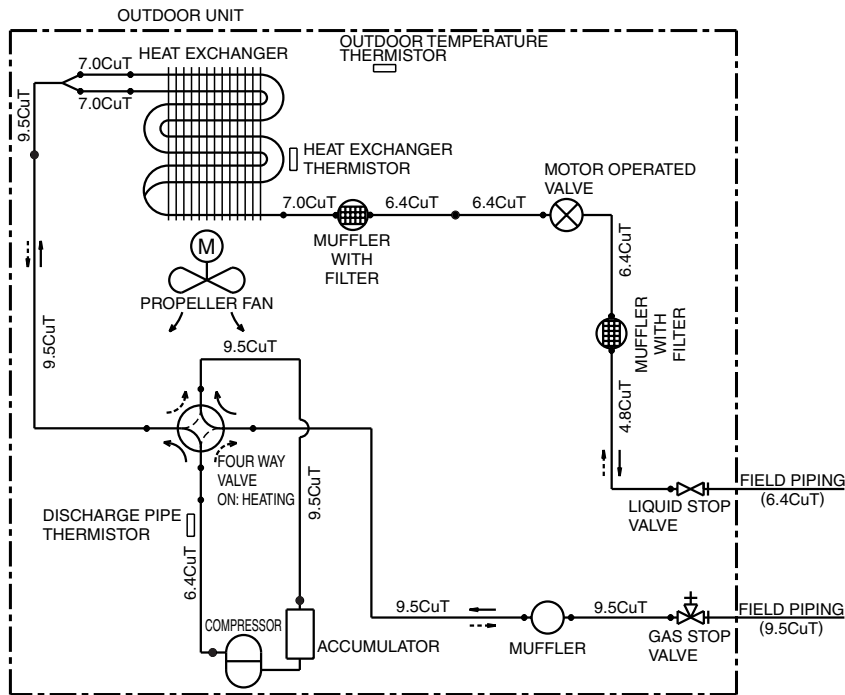 OUTDOOR UNIT
HEAT EXCHANGER
OUTDOOR TEMPERATURE
THERMISTOR
7.0CuT
7.0CuT
9.5CuT
HEAT EXCHANGER
THERMISTOR
MOTOR OPERATED
VALVE
7.0CuT
6.4CuT
6.4CuT
MUFFLER
WITH
FILTER
M
PROPELLER FAN
6.4CuT
MUFFLER
WITH
FILTER
4.8CuT
9.5CuT
9.5CuT
FOUR WAY
VALVE
ON: HEATING
9.5CuT
DISCHARGE PIPE
THERMISTOR
6.4CuT
LIQUID STOP
VALVE
FIELD PIPING
(6.4CuT)
COMPRESSOR
ACCUMULATOR
9.5CuT
MUFFLER
9.5CuT
GAS STOP
VALVE
FIELD PIPING
(9.5CuT)